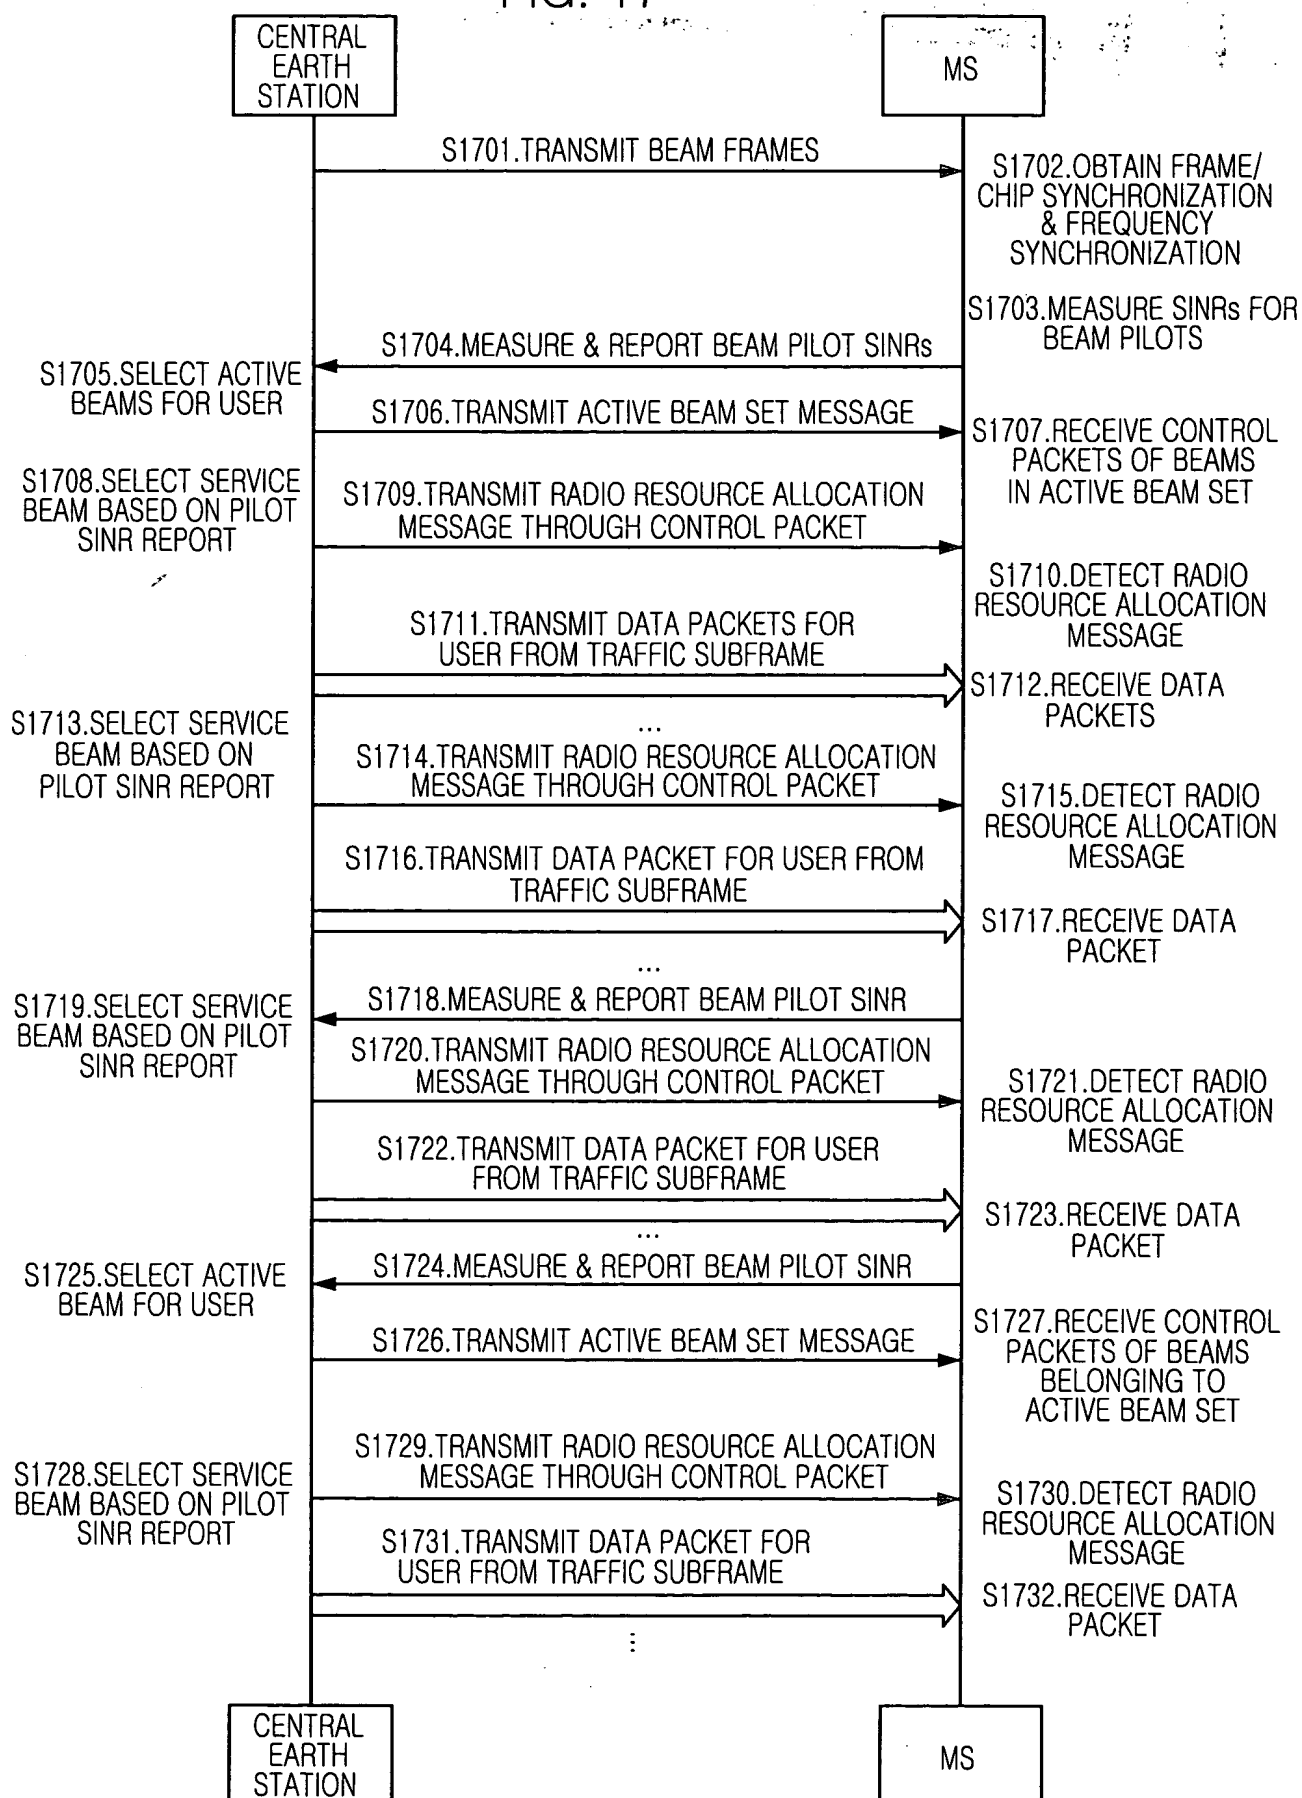 FIG. 17
CENTRAL
EARTH
STATION
MS
S1701.TRANSMIT BEAM FRAMES
S1702.OBTAIN FRAME/
CHIP SYNCHRONIZATION
& FREQUENCY
SYNCHRONIZATION
S1703.MEASURE SINRs FOR
BEAM PILOTS
S1704.MEASURE & REPORT BEAM PILOT SINRs
S1705.SELECT ACTIVE
BEAMS FOR USER
S1706.TRANSMIT ACTIVE BEAM SET MESSAGE
S1707.RECEIVE CONTROL
PACKETS OF BEAMS
IN ACTIVE BEAM SET
S1708.SELECT SERVICE
BEAM BASED ON PILOT
SINR REPORT
S1709.TRANSMIT RADIO RESOURCE ALLOCATION
MESSAGE THROUGH CONTROL PACKET
S1710.DETECT RADIO
RESOURCE ALLOCATION
MESSAGE
S1711.TRANSMIT DATA PACKETS FOR
USER FROM TRAFFIC SUBFRAME
S1712.RECEIVE DATA
PACKETS
...
S1713.SELECT SERVICE
BEAM BASED ON
PILOT SINR REPORT
S1714.TRANSMIT RADIO RESOURCE ALLOCATION
MESSAGE THROUGH CONTROL PACKET
S1715.DETECT RADIO
RESOURCE ALLOCATION
MESSAGE
S1716.TRANSMIT DATA PACKET FOR USER FROM
TRAFFIC SUBFRAME
S1717.RECEIVE DATA
PACKET
...
S1718.MEASURE & REPORT BEAM PILOT SINR
S1719.SELECT SERVICE
BEAM BASED ON PILOT
SINR REPORT
S1720.TRANSMIT RADIO RESOURCE ALLOCATION
MESSAGE THROUGH CONTROL PACKET
S1721.DETECT RADIO
RESOURCE ALLOCATION
MESSAGE
S1722.TRANSMIT DATA PACKET FOR USER
FROM TRAFFIC SUBFRAME
S1723.RECEIVE DATA
PACKET
...
S1724.MEASURE & REPORT BEAM PILOT SINR
S1725.SELECT ACTIVE
BEAM FOR USER
S1726.TRANSMIT ACTIVE BEAM SET MESSAGE
S1727.RECEIVE CONTROL
PACKETS OF BEAMS
BELONGING TO
ACTIVE BEAM SET
S1729.TRANSMIT RADIO RESOURCE ALLOCATION
MESSAGE THROUGH CONTROL PACKET
S1728.SELECT SERVICE
BEAM BASED ON PILOT
SINR REPORT
S1730.DETECT RADIO
RESOURCE ALLOCATION
MESSAGE
S1731.TRANSMIT DATA PACKET FOR
USER FROM TRAFFIC SUBFRAME
S1732.RECEIVE DATA
PACKET
⋮
CENTRAL
EARTH
STATION
MS